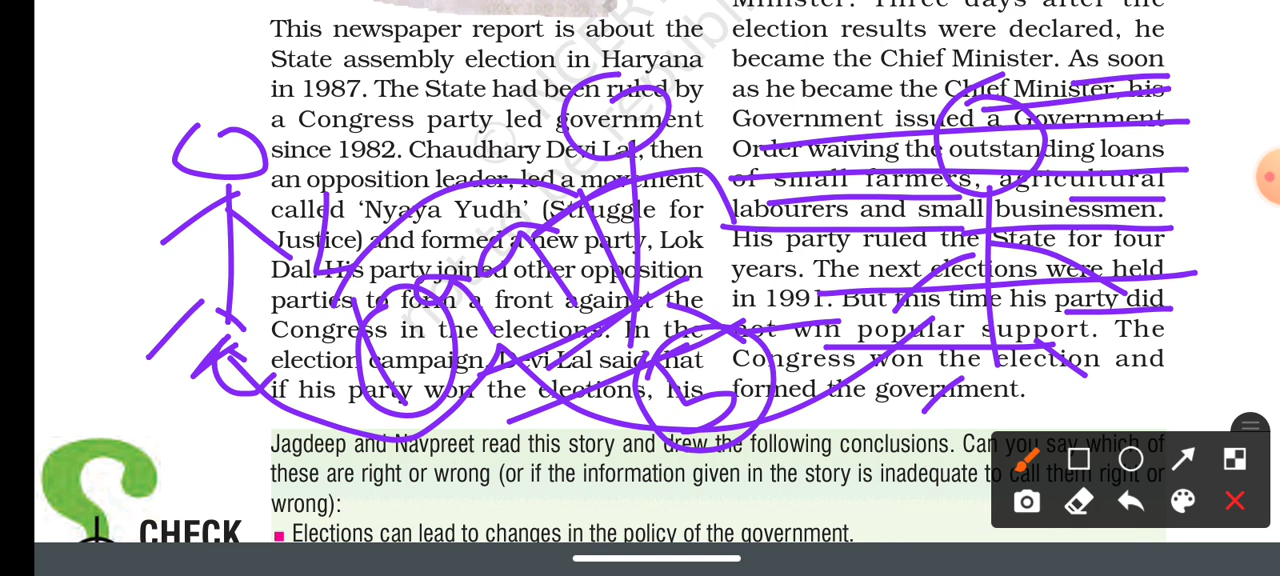 This newspaper report is about the
State assembly election in Haryana
in 1987. The State had been ruled by
a Congress party led government
since 1982. Chaudhary Devi Lal, then
an opposition leader, led a movement
called ‘Nyaya Yudh’ (Struggle for
Justice) and formed a new party, Lok
Dal. His party joined other opposition
parties to form a front against the
Congress in the elections. In the
election campaign, Devi Lal said that
if his party won the elections, his
Minister. Three days after the
election results were declared, he
became the Chief Minister. As soon
as he became the Chief Minister, his
Government issued a Government
Order waiving the outstanding loans
of small farmers, agricultural
labourers and small businessmen.
His party ruled the State for four
years. The next elections were held
in 1991. But this time his party did
not win popular support. The
Congress won the election and
formed the government.
Jagdeep and Navpreet read this story and drew the following conclusions. Can you say which of
these are right or wrong (or if the information given in the story is inadequate to call them right or
wrong):
CHECK
■ Elections can lead to changes in the policy of the government.